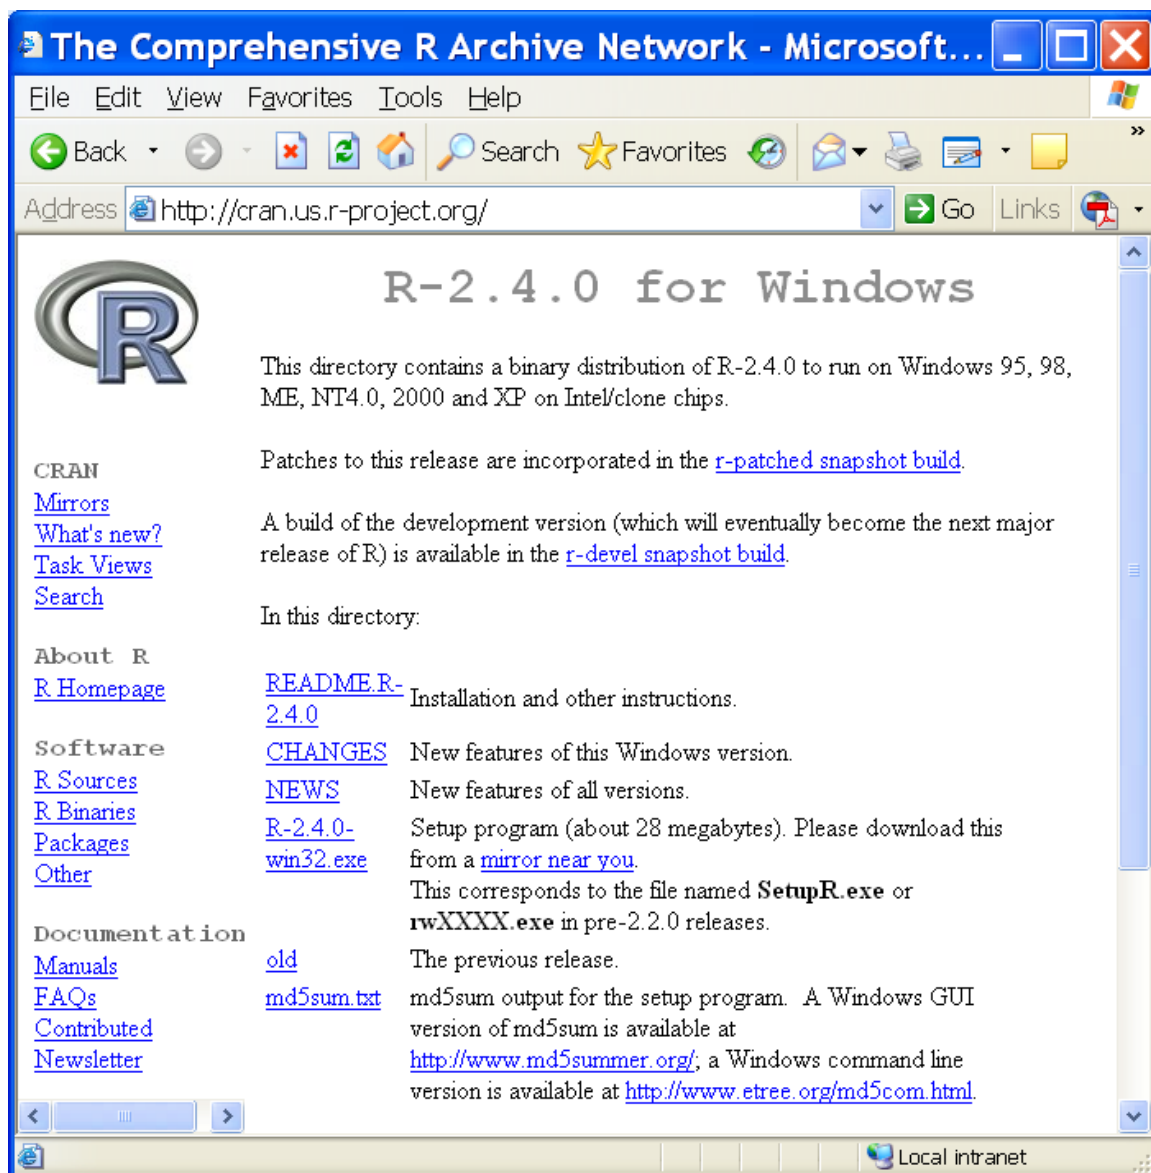 The Comprehensive R Archive Network - Microsoft...
File Edit View Favorites Tools Help
Back Search Favorites »
Address http://cran.us.r-project.org/ Go Links
R
CRAN
Mirrors
What's new?
Task Views
Search
About R
R Homepage
Software
R Sources
R Binaries
Packages
Other
Documentation
Manuals
FAQs
Contributed
Newsletter
R-2.4.0 for Windows
This directory contains a binary distribution of R-2.4.0 to run on Windows 95, 98,
ME, NT4.0, 2000 and XP on Intel/clone chips.
Patches to this release are incorporated in the r-patched snapshot build.
A build of the development version (which will eventually become the next major
release of R) is available in the r-devel snapshot build.
In this directory:
README.R-
2.4.0
Installation and other instructions.
CHANGES New features of this Windows version.
NEWS New features of all versions.
R-2.4.0- Setup program (about 28 megabytes). Please download this
win32.exe from a mirror near you.
This corresponds to the file named SetupR.exe or
rwXXXX.exe in pre-2.2.0 releases.
old The previous release.
md5sum.txt md5sum output for the setup program. A Windows GUI
version of md5sum is available at
http://www.md5summer.org/; a Windows command line
version is available at http://www.etree.org/md5com.html.
Local intranet